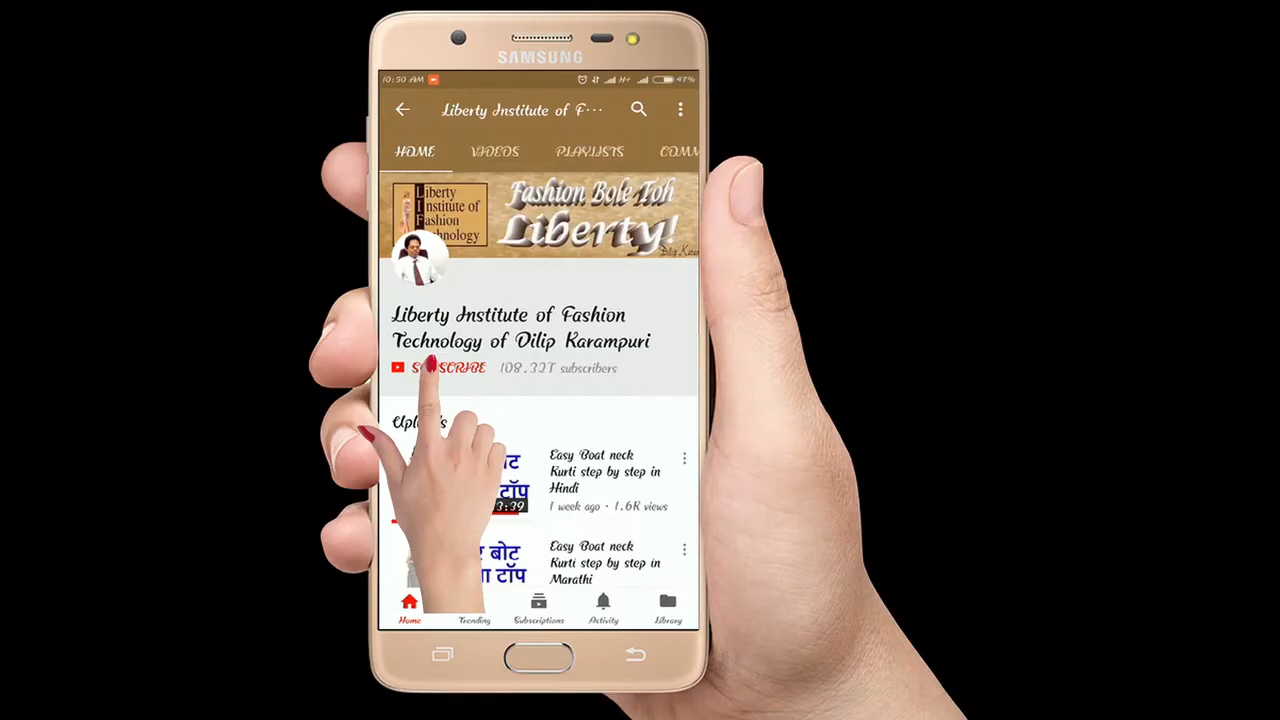 SAMSUNG
10:50 AM
H+
47%
Liberty Institute of F...
HOME VIDEOS PLAYLISTS COMM
Liberty
Institute of
Fashion
Technology
Fashion Bole Toh
Liberty!
Liberty Institute of Fashion
Technology of Dilip Karampuri
SUBSCRIBE 108.32T subscribers
Easy Boat neck
Kurti step by step in
Hindi
1 week ago · 1.6K views
टॉप
3:39
Easy Boat neck
Kurti step by step in
Marathi
बोट
टॉप
Home Trending Subscriptions Activity Library